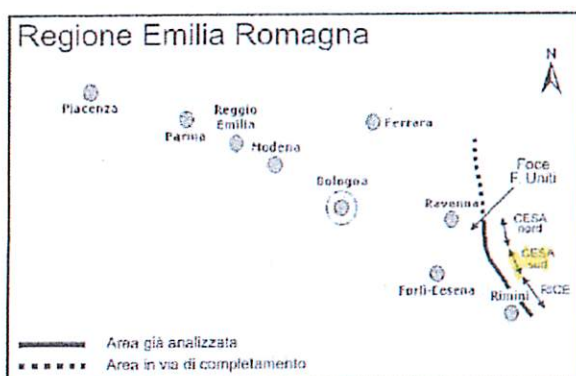 Regione Emilia Romagna
N
Piacenza
Parma
Reggio
Emilia
Modena
Ferrara
Bologna
Foce
F. Uniti
Ravenna
CESA
nord
CESA
sud
Forlì-Cesena
Rimini
RICE
Area già analizzata
Area in via di completamento